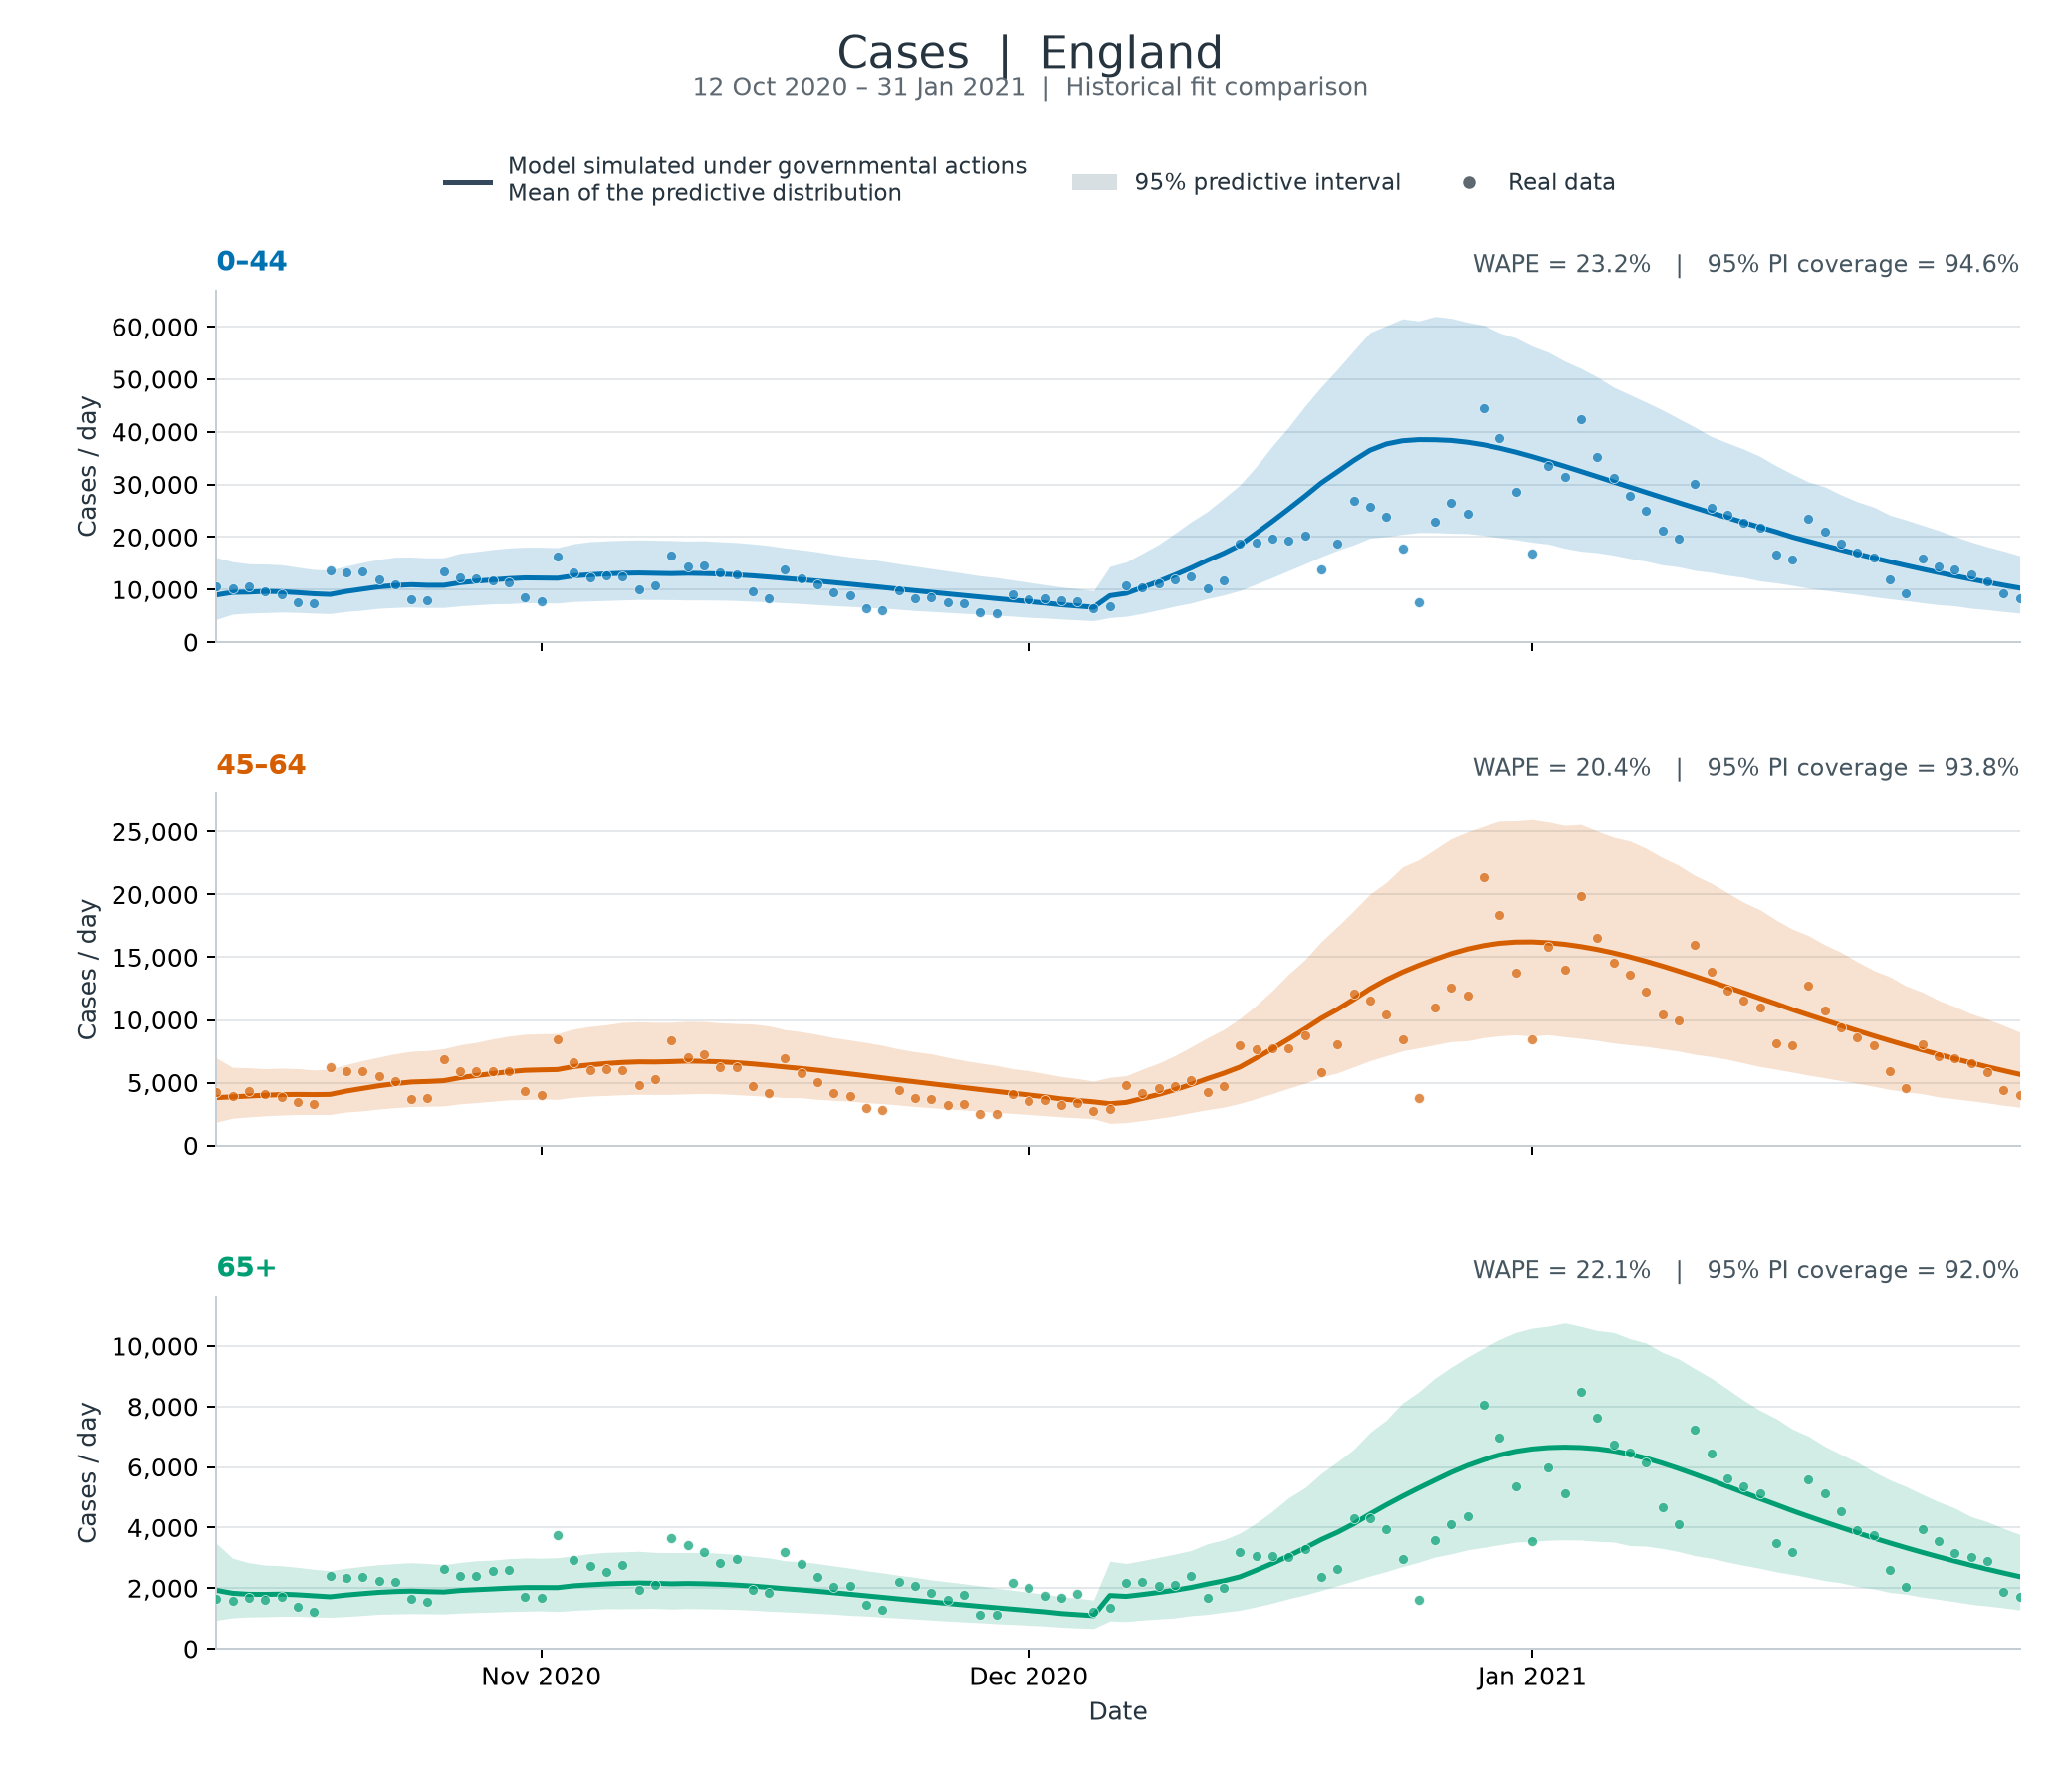 Cases | England
12 Oct 2020 – 31 Jan 2021 | Historical fit comparison
Model simulated under governmental actions
Mean of the predictive distribution
95% predictive interval
Real data
0–44
WAPE = 23.2% | 95% PI coverage = 94.6%
Cases / day
60,000
50,000
40,000
30,000
20,000
10,000
0
45–64
WAPE = 20.4% | 95% PI coverage = 93.8%
Cases / day
25,000
20,000
15,000
10,000
5,000
0
65+
WAPE = 22.1% | 95% PI coverage = 92.0%
Cases / day
10,000
8,000
6,000
4,000
2,000
0
Nov 2020
Dec 2020
Jan 2021
Date